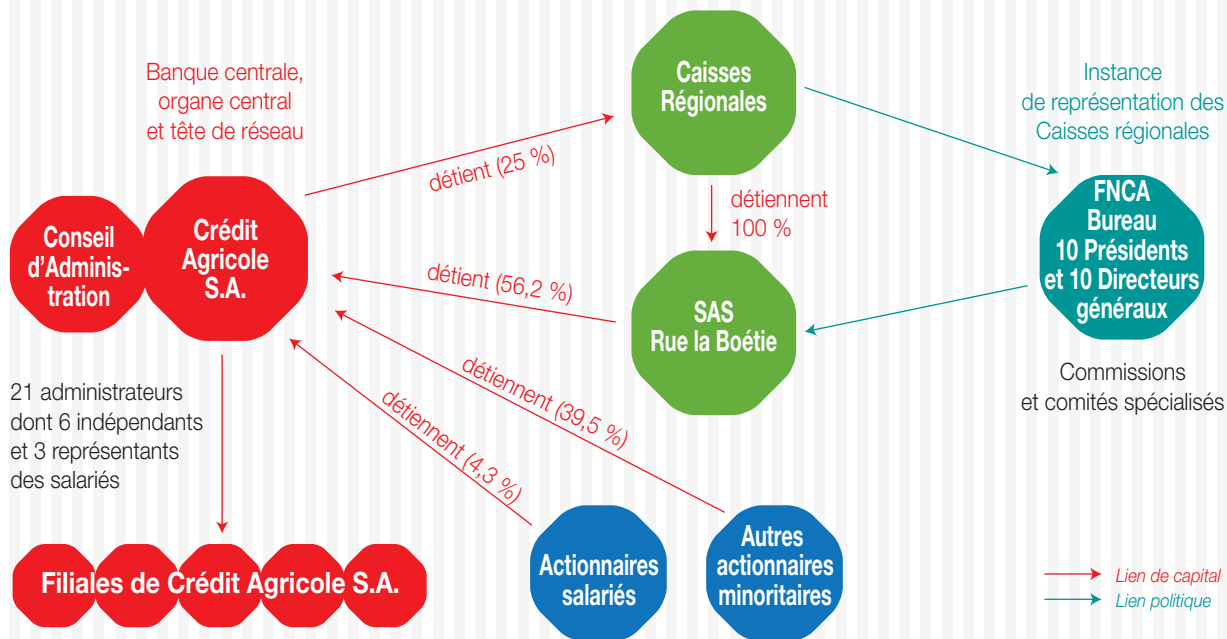 Banque centrale,
organe central
et tête de réseau
Conseil
d’Adminis-
tration
Crédit
Agricole
S.A.
21 administrateurs
dont 6 indépendants
et 3 représentants
des salariés
Filiales de Crédit Agricole S.A.
détient (25 %)
Caisses
Régionales
détiennent
100 %
détient (56,2 %)
SAS
Rue la Boétie
détiennent (39,5 %)
détiennent (4,3 %)
Actionnaires
salariés
Autres
actionnaires
minoritaires
Instance
de représentation des
Caisses régionales
FNCA
Bureau
10 Présidents
et 10 Directeurs
généraux
Commissions
et comités spécialisés
Lien de capital
Lien politique